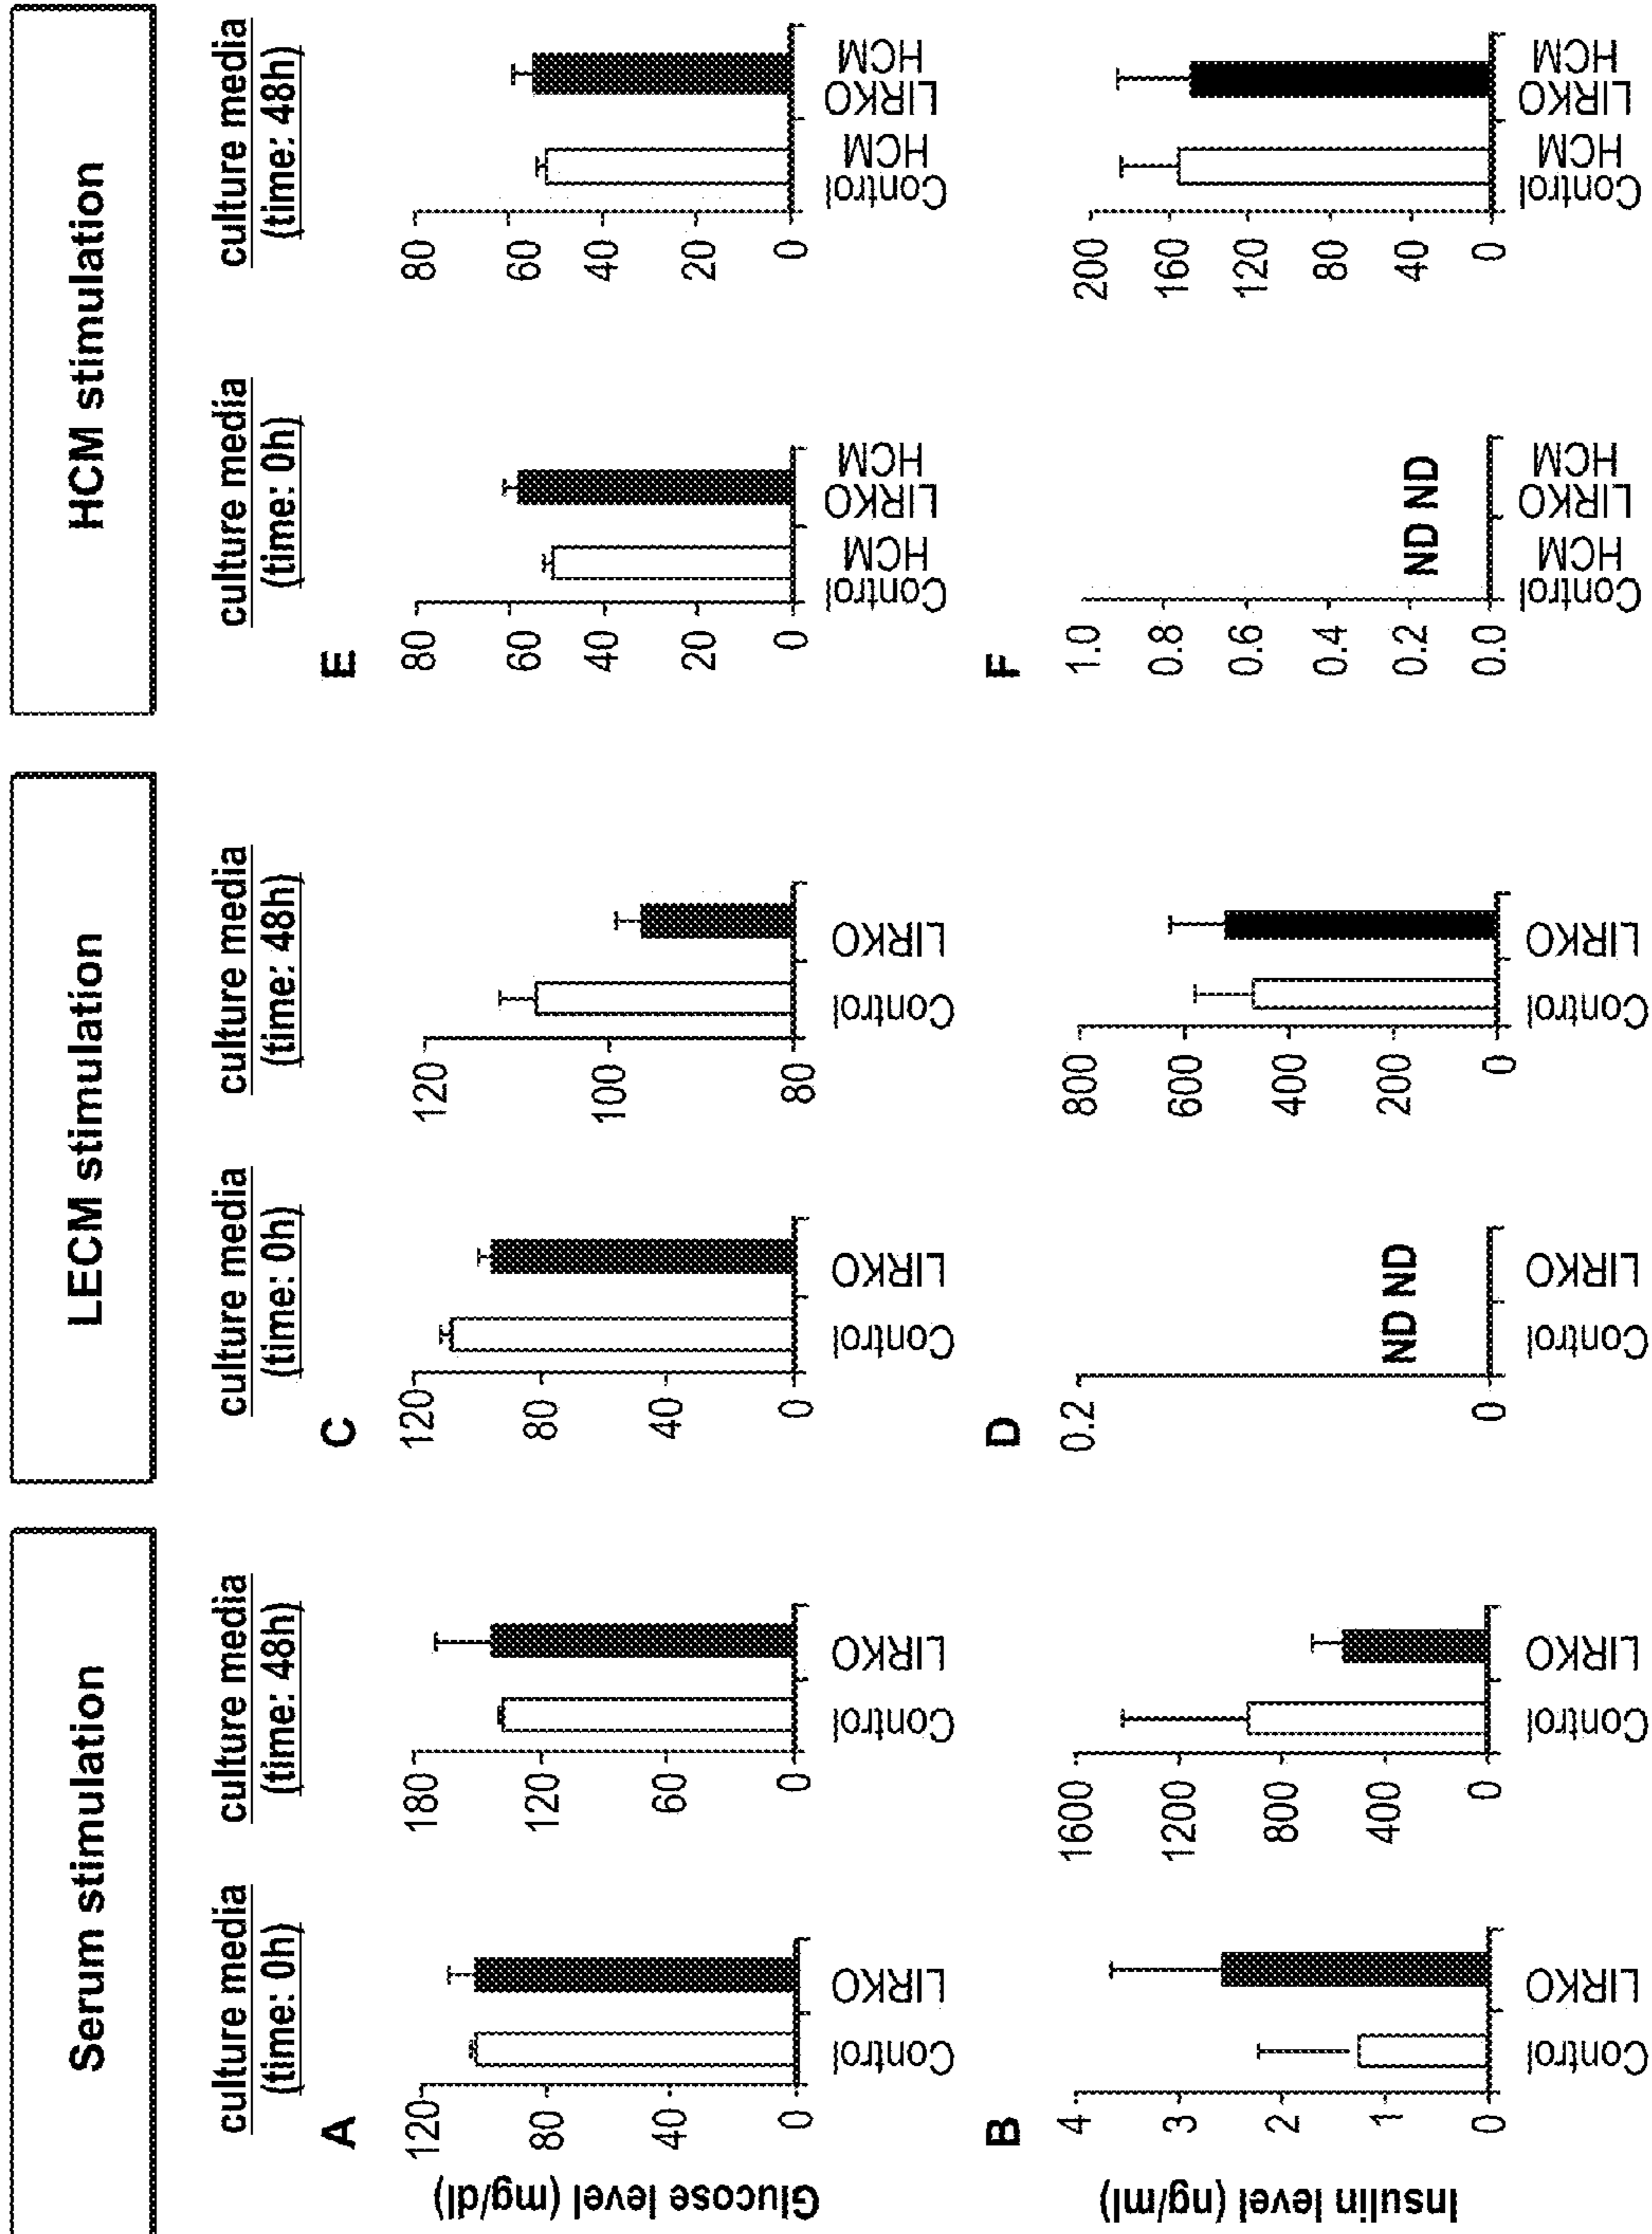 Serum stimulation
LECM stimulation
HCM stimulation
culture media
(time: 0h)
culture media
(time: 48h)
culture media
(time: 0h)
culture media
(time: 48h)
culture media
(time: 0h)
culture media
(time: 48h)
A
Glucose level (mg/dl)
120
80
40
0
Control
LIRKO
180
120
60
0
Control
LIRKO
C
120
80
40
0
Control
LIRKO
120
100
80
Control
LIRKO
E
80
60
40
20
0
Control
HCM
LIRKO
HCM
80
60
40
20
0
Control
HCM
LIRKO
HCM
B
Insulin level (ng/ml)
4
3
2
1
0
Control
LIRKO
1600
1200
800
400
0
Control
LIRKO
D
0.2
0
ND ND
Control
LIRKO
800
600
400
200
0
Control
LIRKO
F
1.0
0.8
0.6
0.4
0.2
0.0
ND ND
Control
HCM
LIRKO
HCM
200
160
120
80
40
0
Control
HCM
LIRKO
HCM